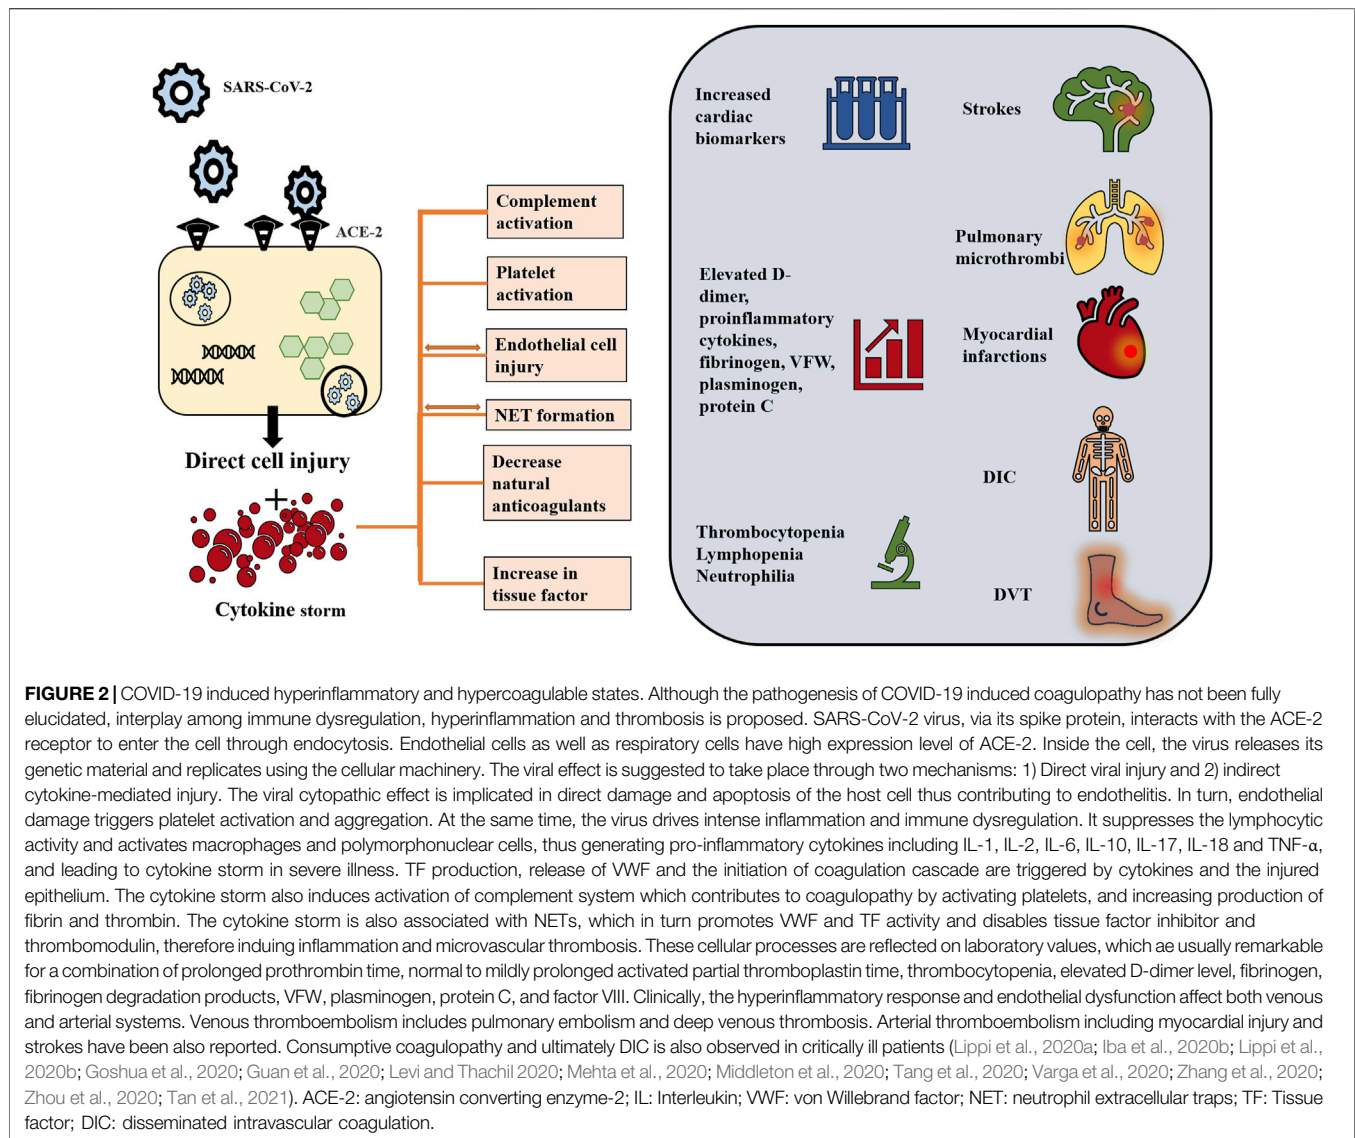 SARS-CoV-2
ACE-2
Direct cell injury
+
Cytokine storm
Complement
activation
Platelet
activation
Endothelial cell
injury
NET formation
Decrease
natural
anticoagulants
Increase in
tissue factor
Increased
cardiac
biomarkers
Elevated D-
dimer,
proinflammatory
cytokines,
fibrinogen, VFW,
plasminogen,
protein C
Thrombocytopenia
Lymphopenia
Neutrophilia
Strokes
Pulmonary
microthrombi
Myocardial
infarctions
DIC
DVT
FIGURE 2 | COVID-19 induced hyperinflammatory and hypercoagulable states. Although the pathogenesis of COVID-19 induced coagulopathy has not been fully
elucidated, interplay among immune dysregulation, hyperinflammation and thrombosis is proposed. SARS-CoV-2 virus, via its spike protein, interacts with the ACE-2
receptor to enter the cell through endocytosis. Endothelial cells as well as respiratory cells have high expression level of ACE-2. Inside the cell, the virus releases its
genetic material and replicates using the cellular machinery. The viral effect is suggested to take place through two mechanisms: 1) Direct viral injury and 2) indirect
cytokine-mediated injury. The viral cytopathic effect is implicated in direct damage and apoptosis of the host cell thus contributing to endothelitis. In turn, endothelial
damage triggers platelet activation and aggregation. At the same time, the virus drives intense inflammation and immune dysregulation. It suppresses the lymphocytic
activity and activates macrophages and polymorphonuclear cells, thus generating pro-inflammatory cytokines including IL-1, IL-2, IL-6, IL-10, IL-17, IL-18 and TNF-α,
and leading to cytokine storm in severe illness. TF production, release of VWF and the initiation of coagulation cascade are triggered by cytokines and the injured
epithelium. The cytokine storm also induces activation of complement system which contributes to coagulopathy by activating platelets, and increasing production of
fibrin and thrombin. The cytokine storm is also associated with NETs, which in turn promotes VWF and TF activity and disables tissue factor inhibitor and
thrombomodulin, therefore induing inflammation and microvascular thrombosis. These cellular processes are reflected on laboratory values, which ae usually remarkable
for a combination of prolonged prothrombin time, normal to mildly prolonged activated partial thromboplastin time, thrombocytopenia, elevated D-dimer level, fibrinogen,
fibrinogen degradation products, VFW, plasminogen, protein C, and factor VIII. Clinically, the hyperinflammatory response and endothelial dysfunction affect both venous
and arterial systems. Venous thromboembolism includes pulmonary embolism and deep venous thrombosis. Arterial thromboembolism including myocardial injury and
strokes have been also reported. Consumptive coagulopathy and ultimately DIC is also observed in critically ill patients (Lippi et al., 2020a; Iba et al., 2020b; Lippi et al.,
2020b; Goshua et al., 2020; Guan et al., 2020; Levi and Thachil 2020; Mehta et al., 2020; Middleton et al., 2020; Tang et al., 2020; Varga et al., 2020; Zhang et al., 2020;
Zhou et al., 2020; Tan et al., 2021). ACE-2: angiotensin converting enzyme-2; IL: Interleukin; VWF: von Willebrand factor; NET: neutrophil extracellular traps; TF: Tissue
factor; DIC: disseminated intravascular coagulation.